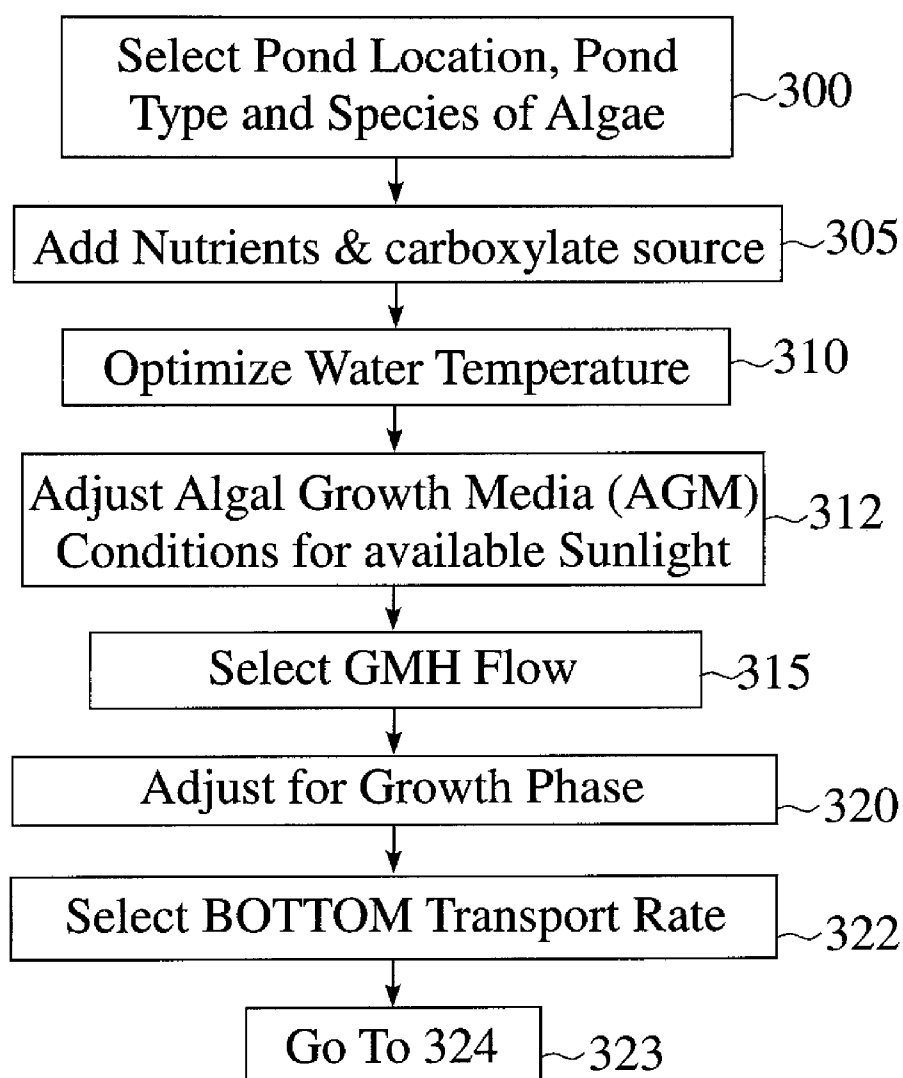 Select Pond Location, Pond
Type and Species of Algae
300
Add Nutrients & carboxylate source
305
Optimize Water Temperature
310
Adjust Algal Growth Media (AGM)
Conditions for available Sunlight
312
Select GMH Flow
315
Adjust for Growth Phase
320
Select BOTTOM Transport Rate
322
Go To 324
323